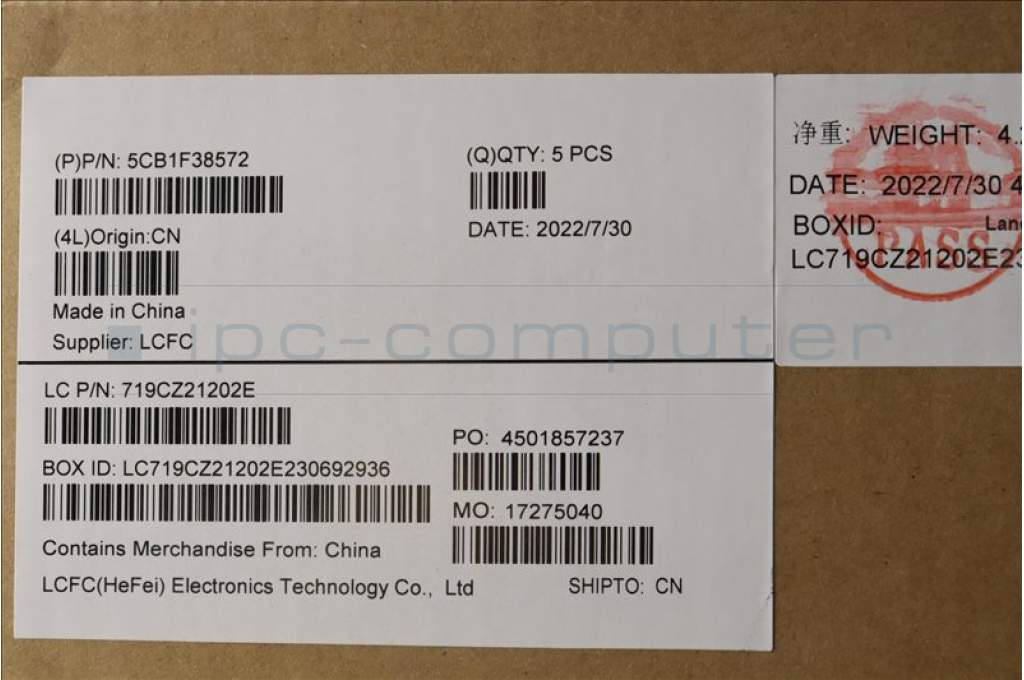 (P)P/N: 5CB1F38572
(Q)QTY: 5 PCS
(4L)Origin:CN
DATE: 2022/7/30
Made in China
Supplier: LCFC
LC P/N: 719CZ21202E
PO: 4501857237
BOX ID: LC719CZ21202E230692936
MO: 17275040
Contains Merchandise From: China
LCFC(HeFei) Electronics Technology Co., Ltd
SHIPTO: CN
净重: WEIGHT: 4.
DATE: 2022/7/30 4
BOXID:
PASS
LC719CZ21202E23
ipc-computer